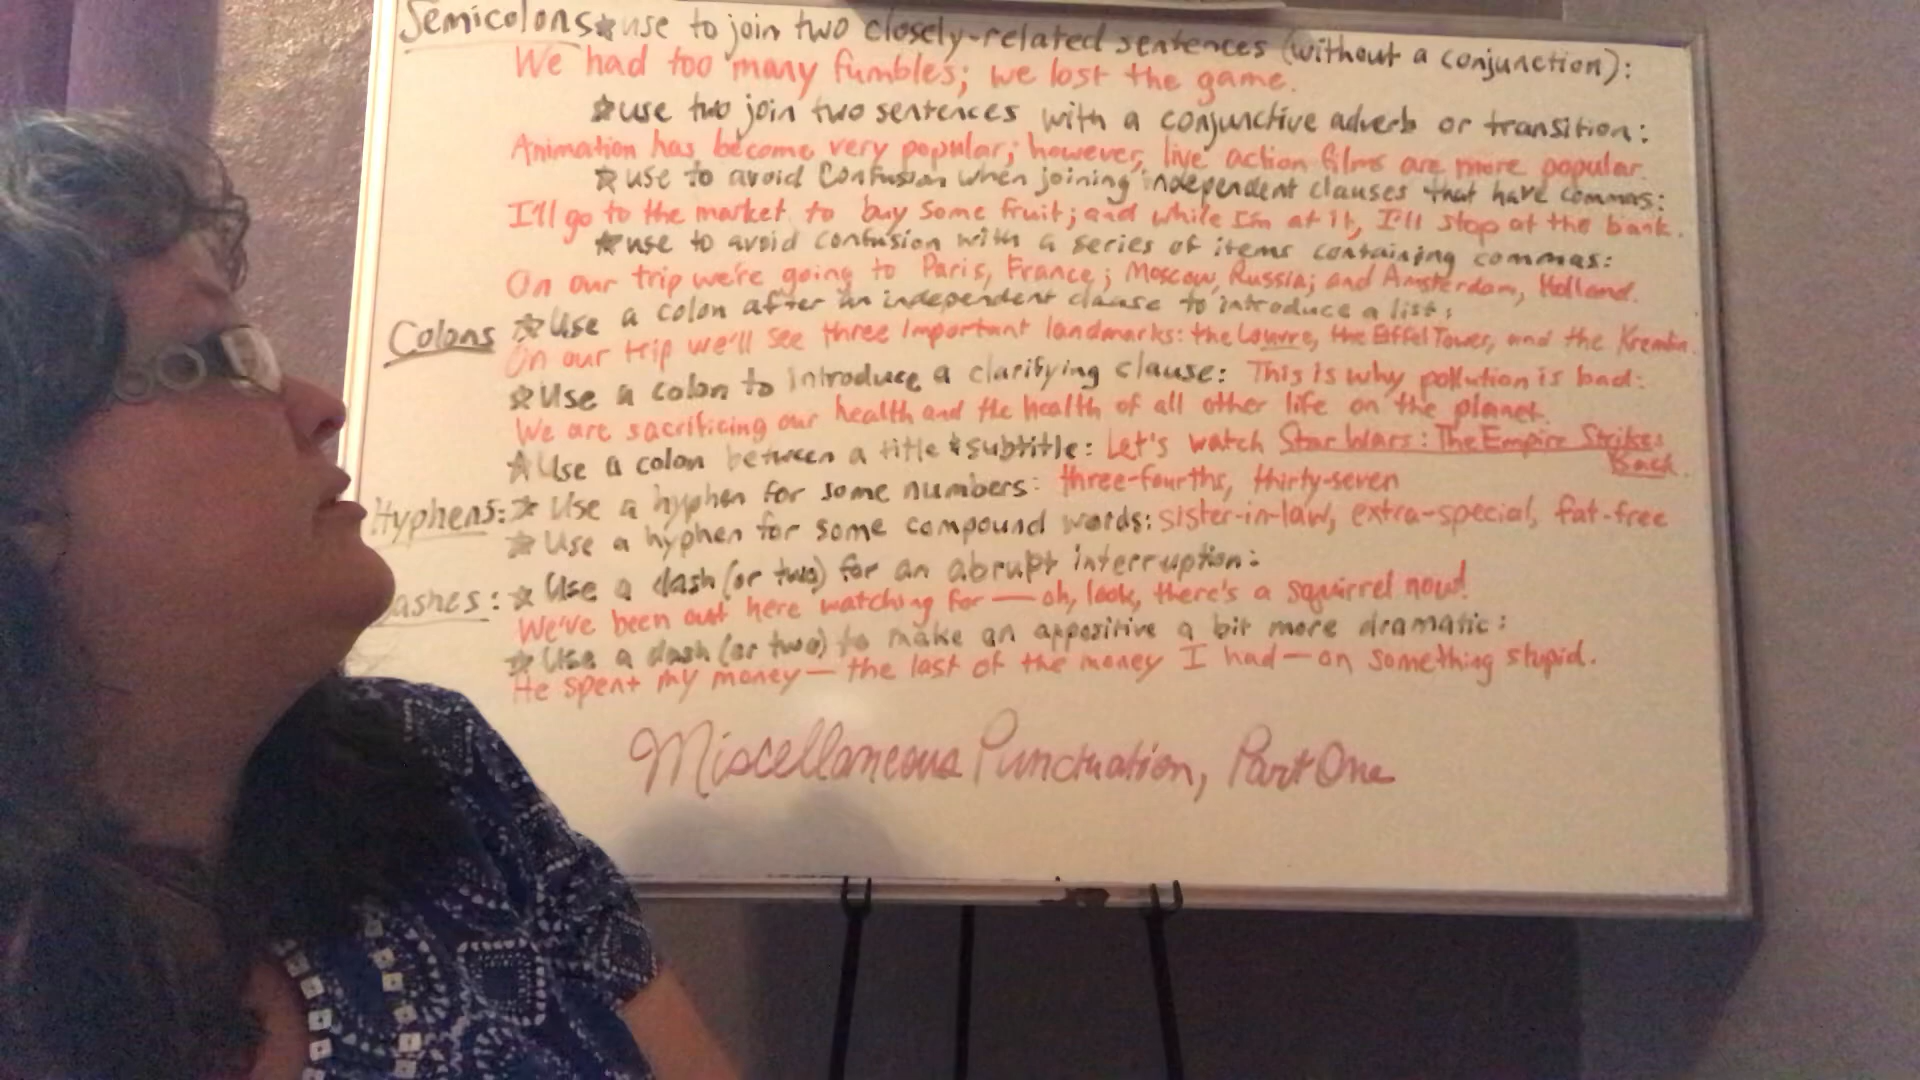 Semicolons ☆use to join two closely-related sentences (without a conjunction):
We had too many fumbles; we lost the game.
☆use two join two sentences with a conjunctive adverb or transition:
Animation has become very popular; however, live action films are more popular.
☆use to avoid confusion when joining independent clauses that have commas:
I'll go to the market to buy some fruit; and while I'm at it, I'll stop at the bank.
☆use to avoid confusion with a series of items containing commas:
On our trip we're going to Paris, France; Moscow, Russia; and Amsterdam, Holland.
Colons ☆Use a colon after an independent clause to introduce a list:
On our trip we'll see three important landmarks: the Louvre, the Eiffel Tower, and the Kremlin.
☆Use a colon to introduce a clarifying clause: This is why pollution is bad:
We are sacrificing our health and the health of all other life on the planet.
☆Use a colon between a title & subtitle: Let's watch Star Wars: The Empire Strikes
Back.
Hyphens: ☆ Use a hyphen for some numbers: three-fourths, thirty-seven
☆ Use a hyphen for some compound words: sister-in-law, extra-special, fat-free
ashes: ☆ Use a dash (or two) for an abrupt interruption:
We've been out here watching for — oh, look, there's a squirrel now!
☆ Use a dash (or two) to make an appositive a bit more dramatic:
He spent my money — the last of the money I had — on something stupid.
Miscellaneous Punctuation, Part One